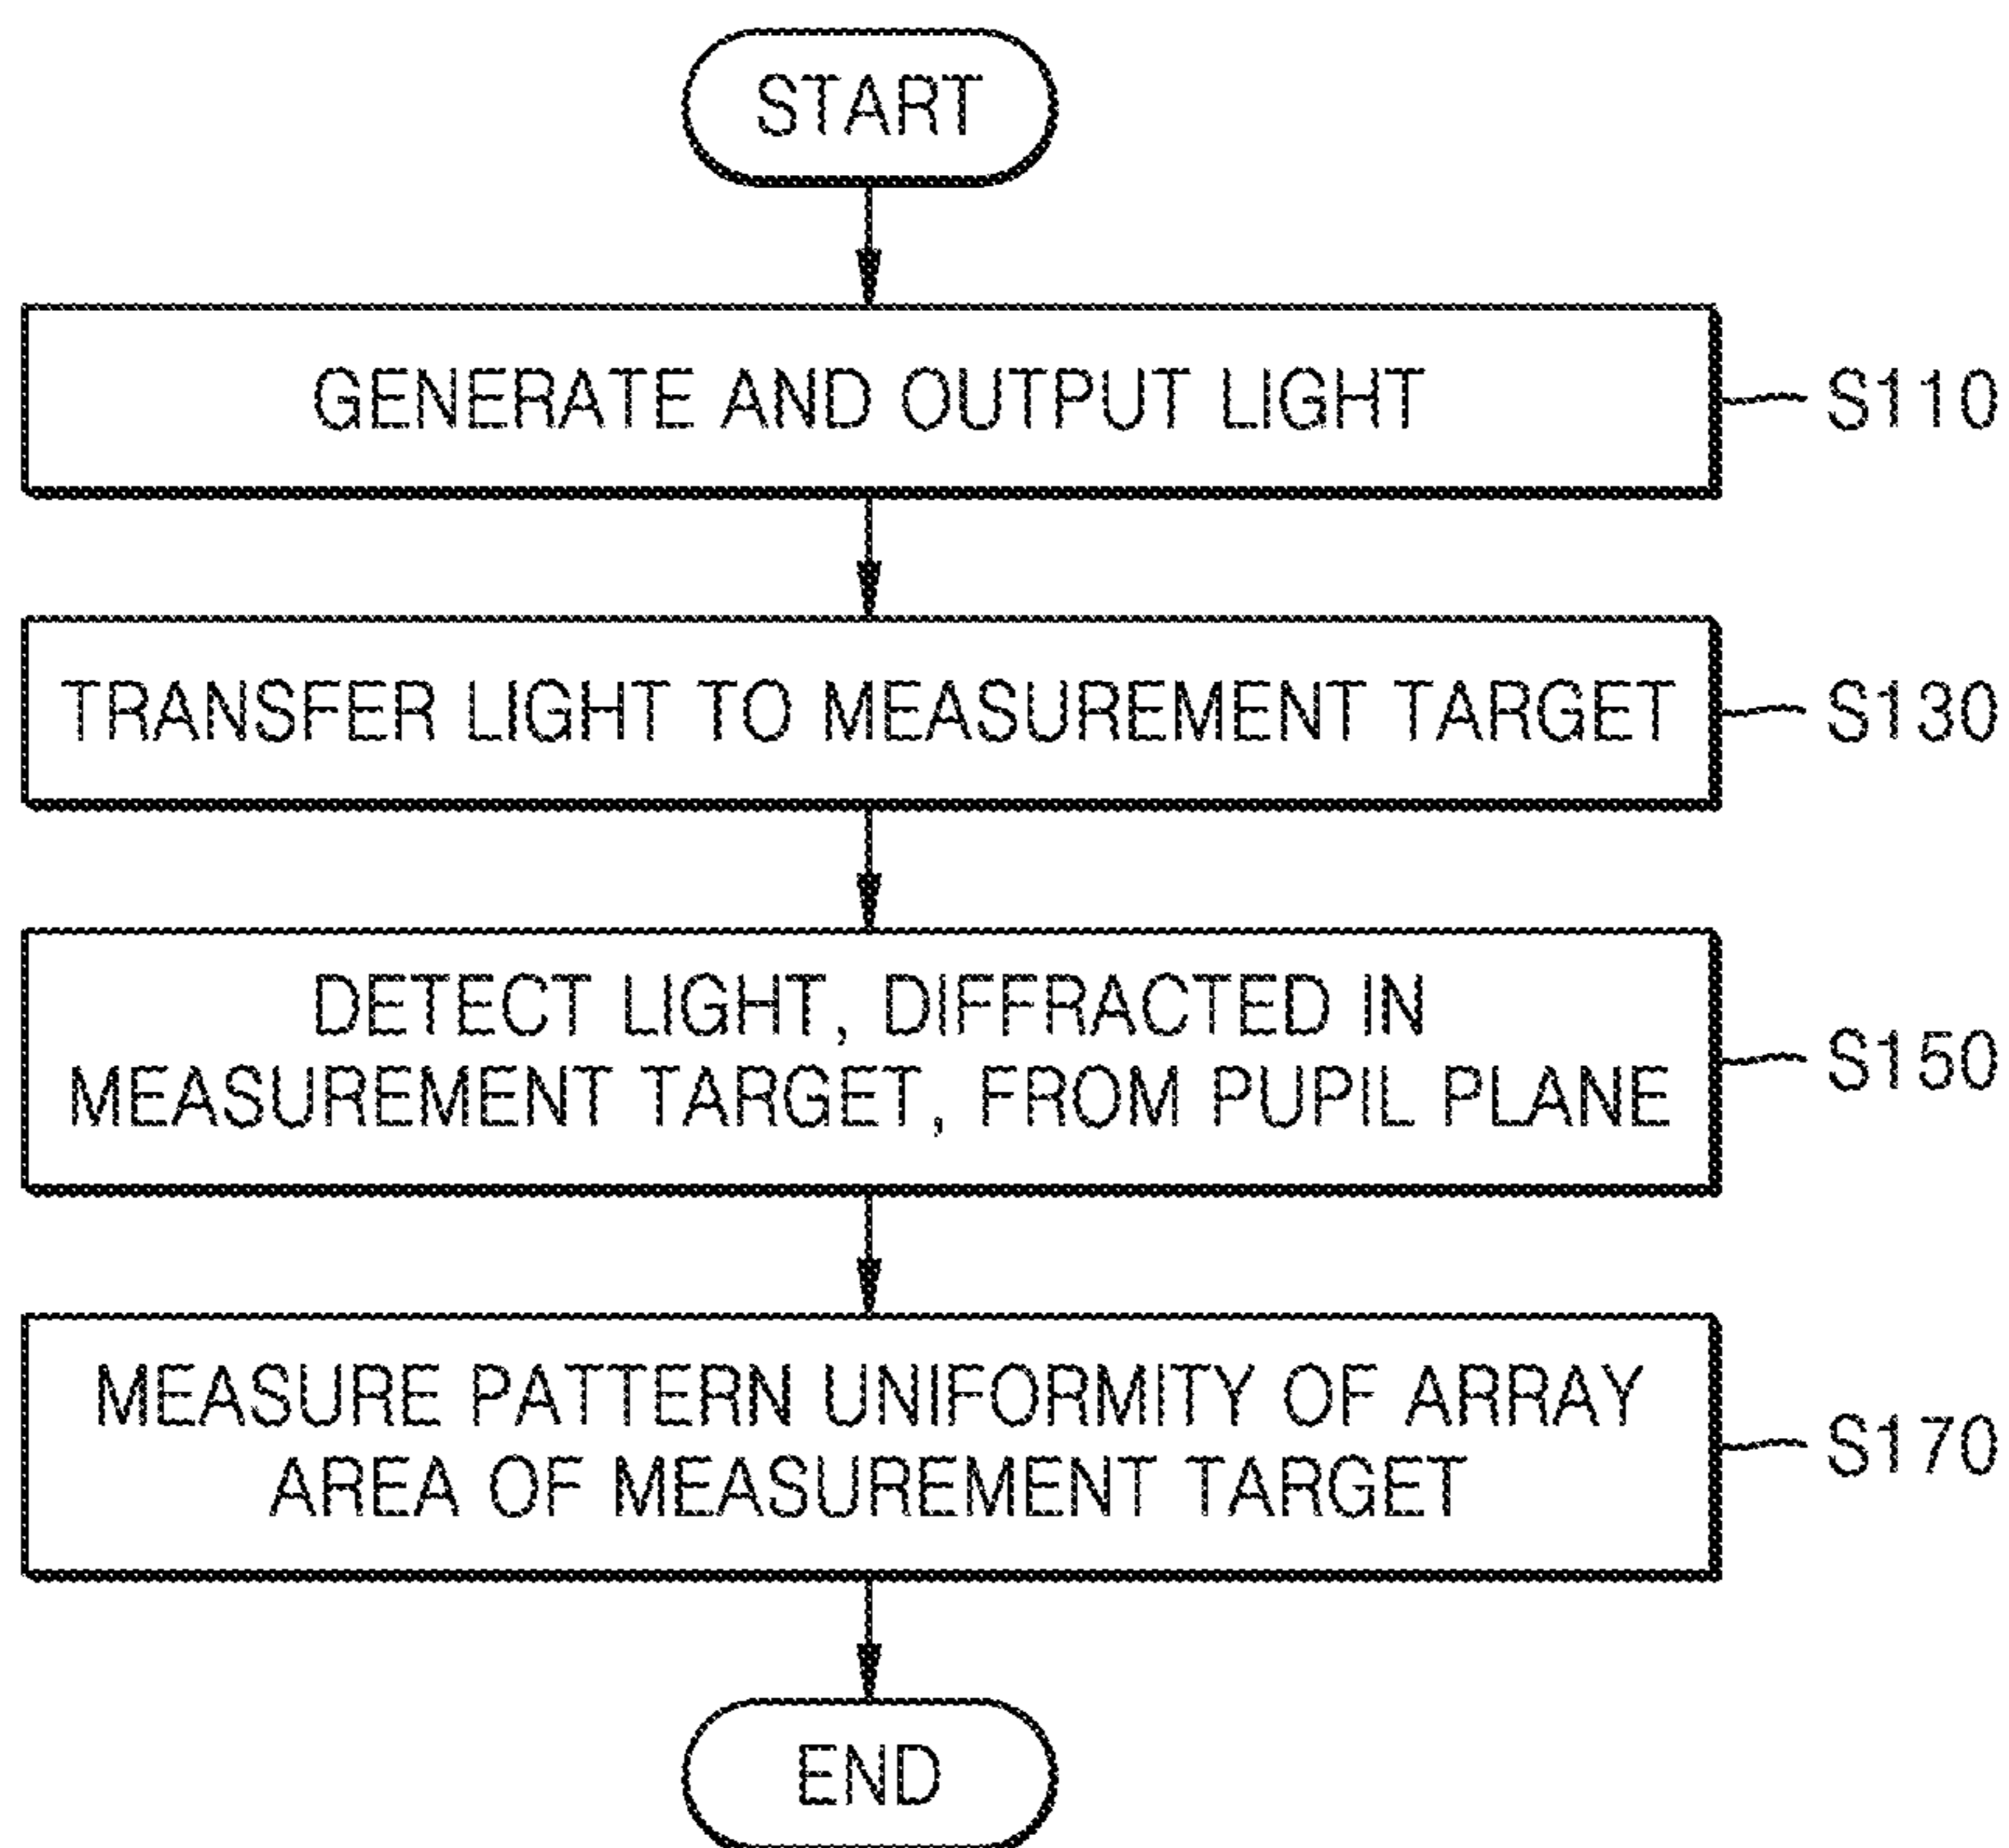 START
GENERATE AND OUTPUT LIGHT
S110
TRANSFER LIGHT TO MEASUREMENT TARGET
S130
DETECT LIGHT, DIFFRACTED IN
MEASUREMENT TARGET, FROM PUPIL PLANE
S150
MEASURE PATTERN UNIFORMITY OF ARRAY
AREA OF MEASUREMENT TARGET
S170
END